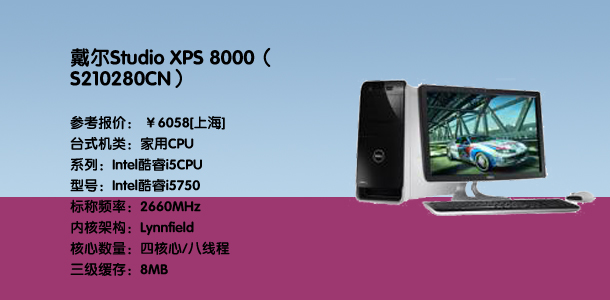 戴尔Studio XPS 8000（
S210280CN）
参考报价：￥6058[上海]
台式机类：家用CPU
系列：Intel酷睿i5CPU
型号：Intel酷睿i5750
标称频率：2660MHz
内核架构：Lynnfield
核心数量：四核心/八线程
三级缓存：8MB